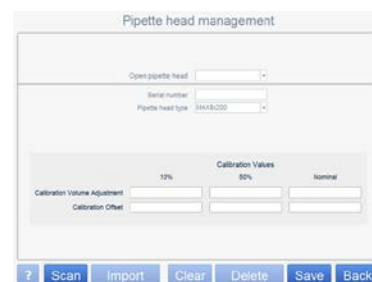 Pipette head management
Open pipette head
Serial number
Pipette head type MAX8x200
Calibration Values
10% 50% Nominal
Calibration Volume Adjustment
Calibration Offset
? Scan Import Clear Delete Save Back